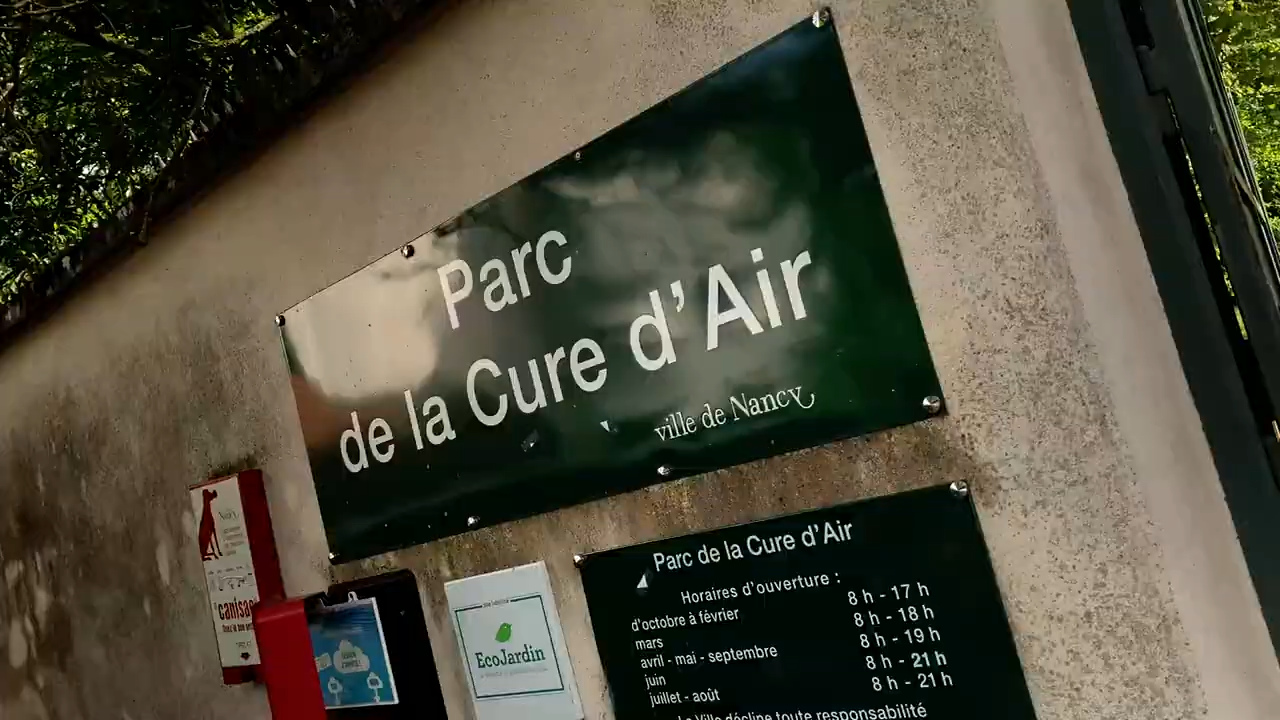 Parc
de la Cure d'Air
ville de Nancy
Parc de la Cure d'Air
Horaires d'ouverture :
d'octobre à février 8 h - 17 h
mars 8 h - 18 h
avril - mai - septembre 8 h - 19 h
juin 8 h - 21 h
juillet - août 8 h - 21 h
La Ville décline toute responsabilité
EcoJardin
Nancy
canisac